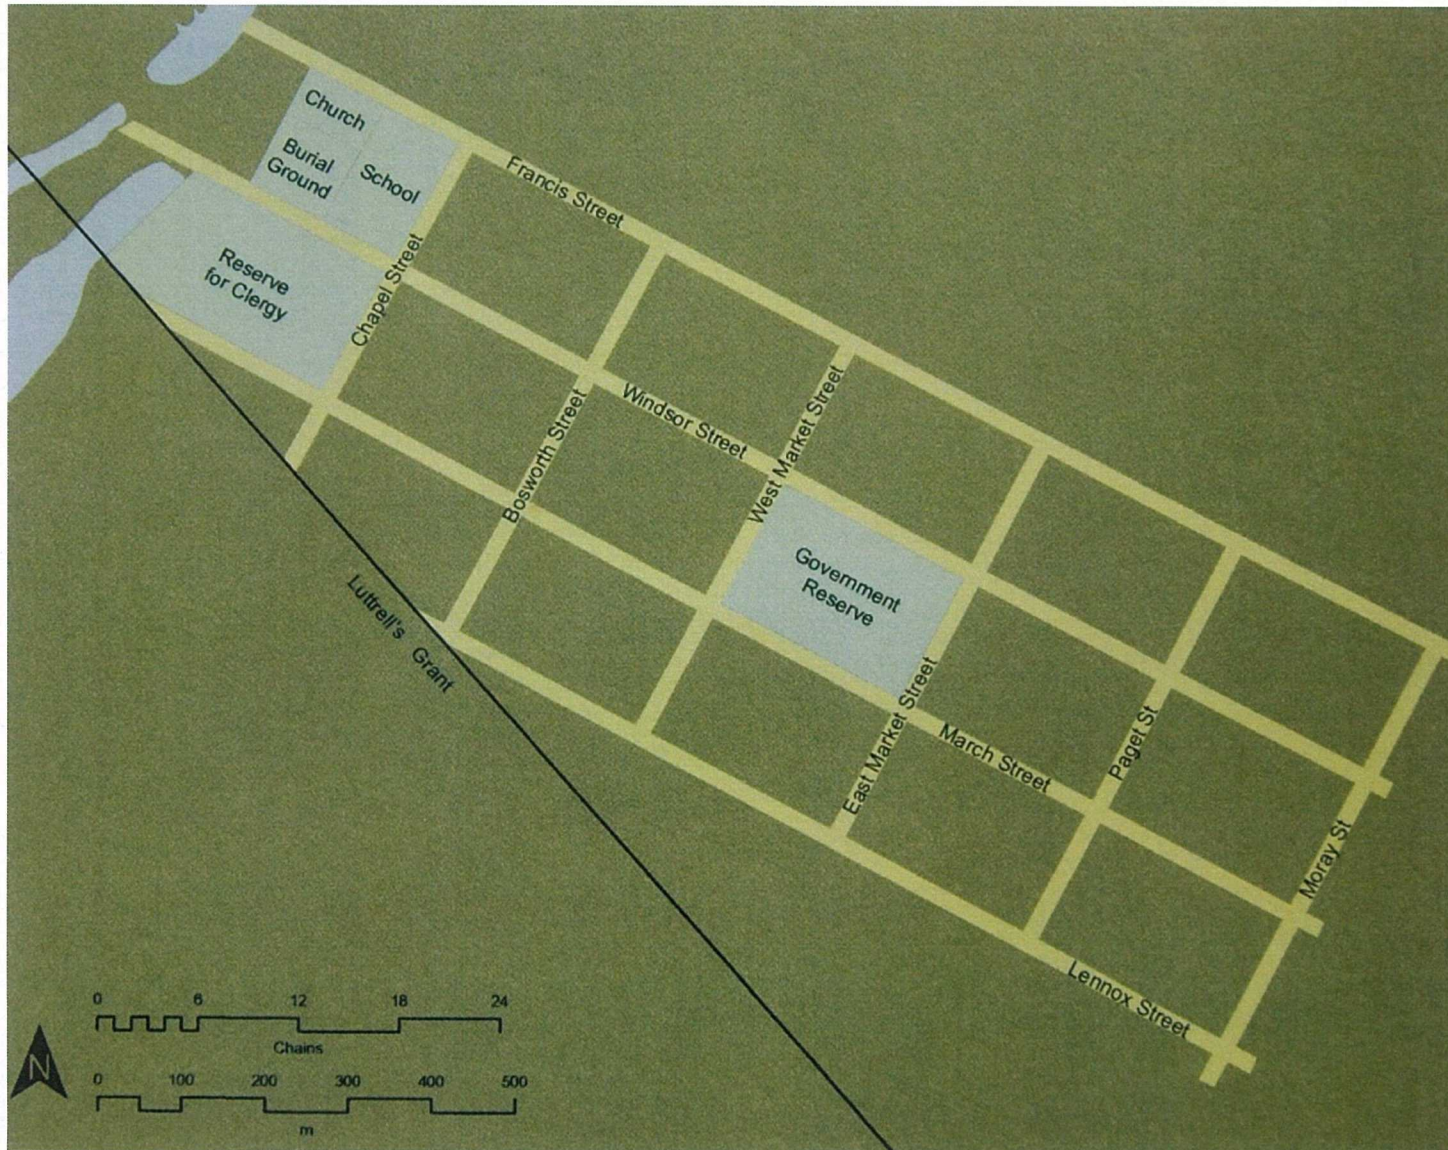 Church
Burial
Ground
School
Francis Street
Reserve
for Clergy
Chapel Street
Windsor Street
West Market Street
Bosworth Street
Government
Reserve
Luttrell's Grant
East Market Street
March Street
Paget St
Moray St
Lennox Street
0 6 12 18 24
Chains
N
0 100 200 300 400 500
m